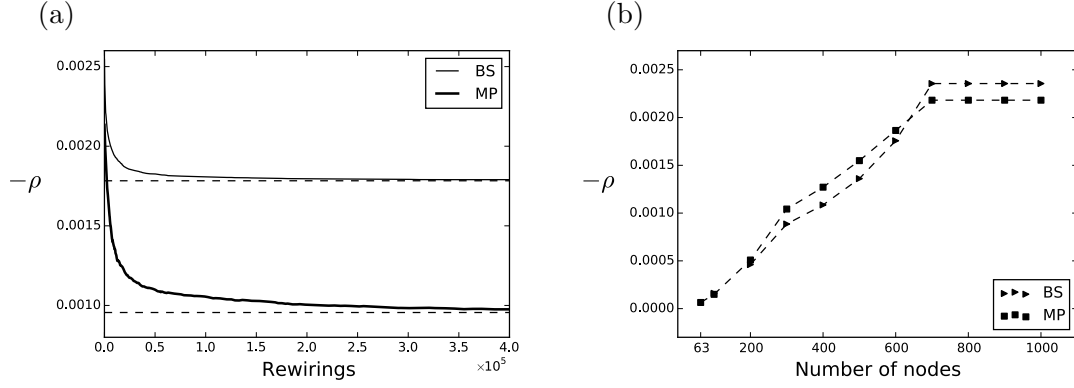 (a)
0.0025
0.0020
0.0015
0.0010
−ρ
BS
MP
0.0 0.5 1.0 1.5 2.0 2.5 3.0 3.5 4.0
×10⁵
Rewirings
(b)
0.0025
0.0020
0.0015
0.0010
0.0005
0.0000
−ρ
BS
MP
63 200 400 600 800 1000
Number of nodes